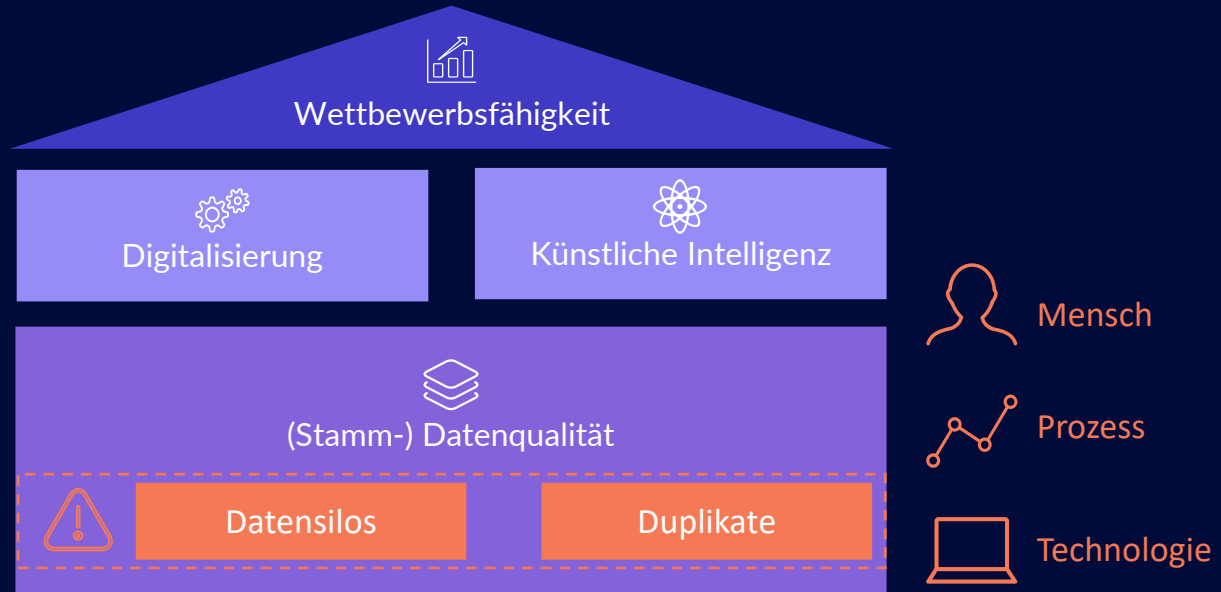 Wettbewerbsfähigkeit
Digitalisierung
Künstliche Intelligenz
(Stamm-) Datenqualität
Datensilos
Duplikate
Mensch
Prozess
Technologie